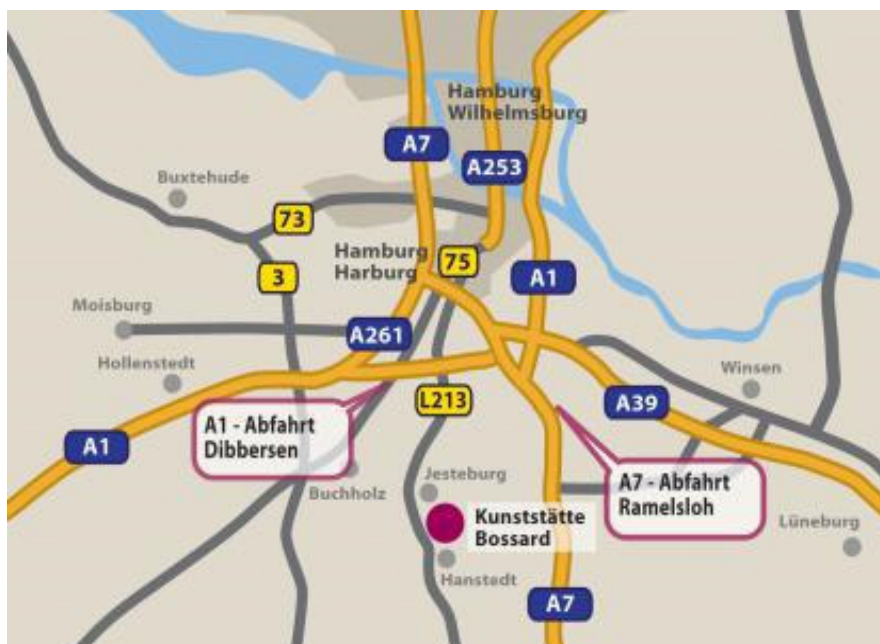 Hamburg
Wilhelmsburg
A7
A253
Buxtehude
73
Hamburg
Harburg
75
3
A1
Moisburg
A261
Hollenstedt
Winsen
L213
A39
A1 - Abfahrt
Dibbersen
A1
Buchholz
Jesteburg
A7 - Abfahrt
Ramelsloh
Kunststätte
Bossard
Lüneburg
Hanstedt
A7